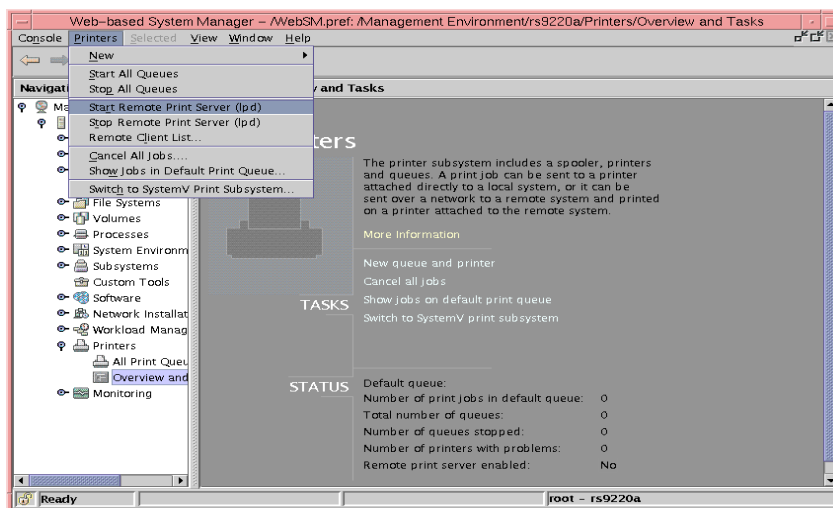 Web-based System Manager - /WebSM.pref: /Management Environment/rs9220a/Printers/Overview and Tasks
Console Printers Selected View Window Help
New
Start All Queues
Stop All Queues
Start Remote Print Server (lpd)
Stop Remote Print Server (lpd)
Remote Client List...
Cancel All Jobs....
Show Jobs in Default Print Queue...
Switch to SystemV Print Subsystem...
Navigati
and Tasks
Ma
File Systems
Volumes
Processes
System Environm
Subsystems
Custom Tools
Software
Network Installat
Workload Manag
Printers
All Print Queu
Overview and
Monitoring
ters
The printer subsystem includes a spooler, printers
and queues. A print job can be sent to a printer
attached directly to a local system, or it can be
sent over a network to a remote system and printed
on a printer attached to the remote system.
More Information
TASKS
New queue and printer
Cancel all jobs
Show jobs on default print queue
Switch to SystemV print subsystem
STATUS
Default queue:
Number of print jobs in default queue: 0
Total number of queues: 0
Number of queues stopped: 0
Number of printers with problems: 0
Remote print server enabled: No
Ready
root - rs9220a